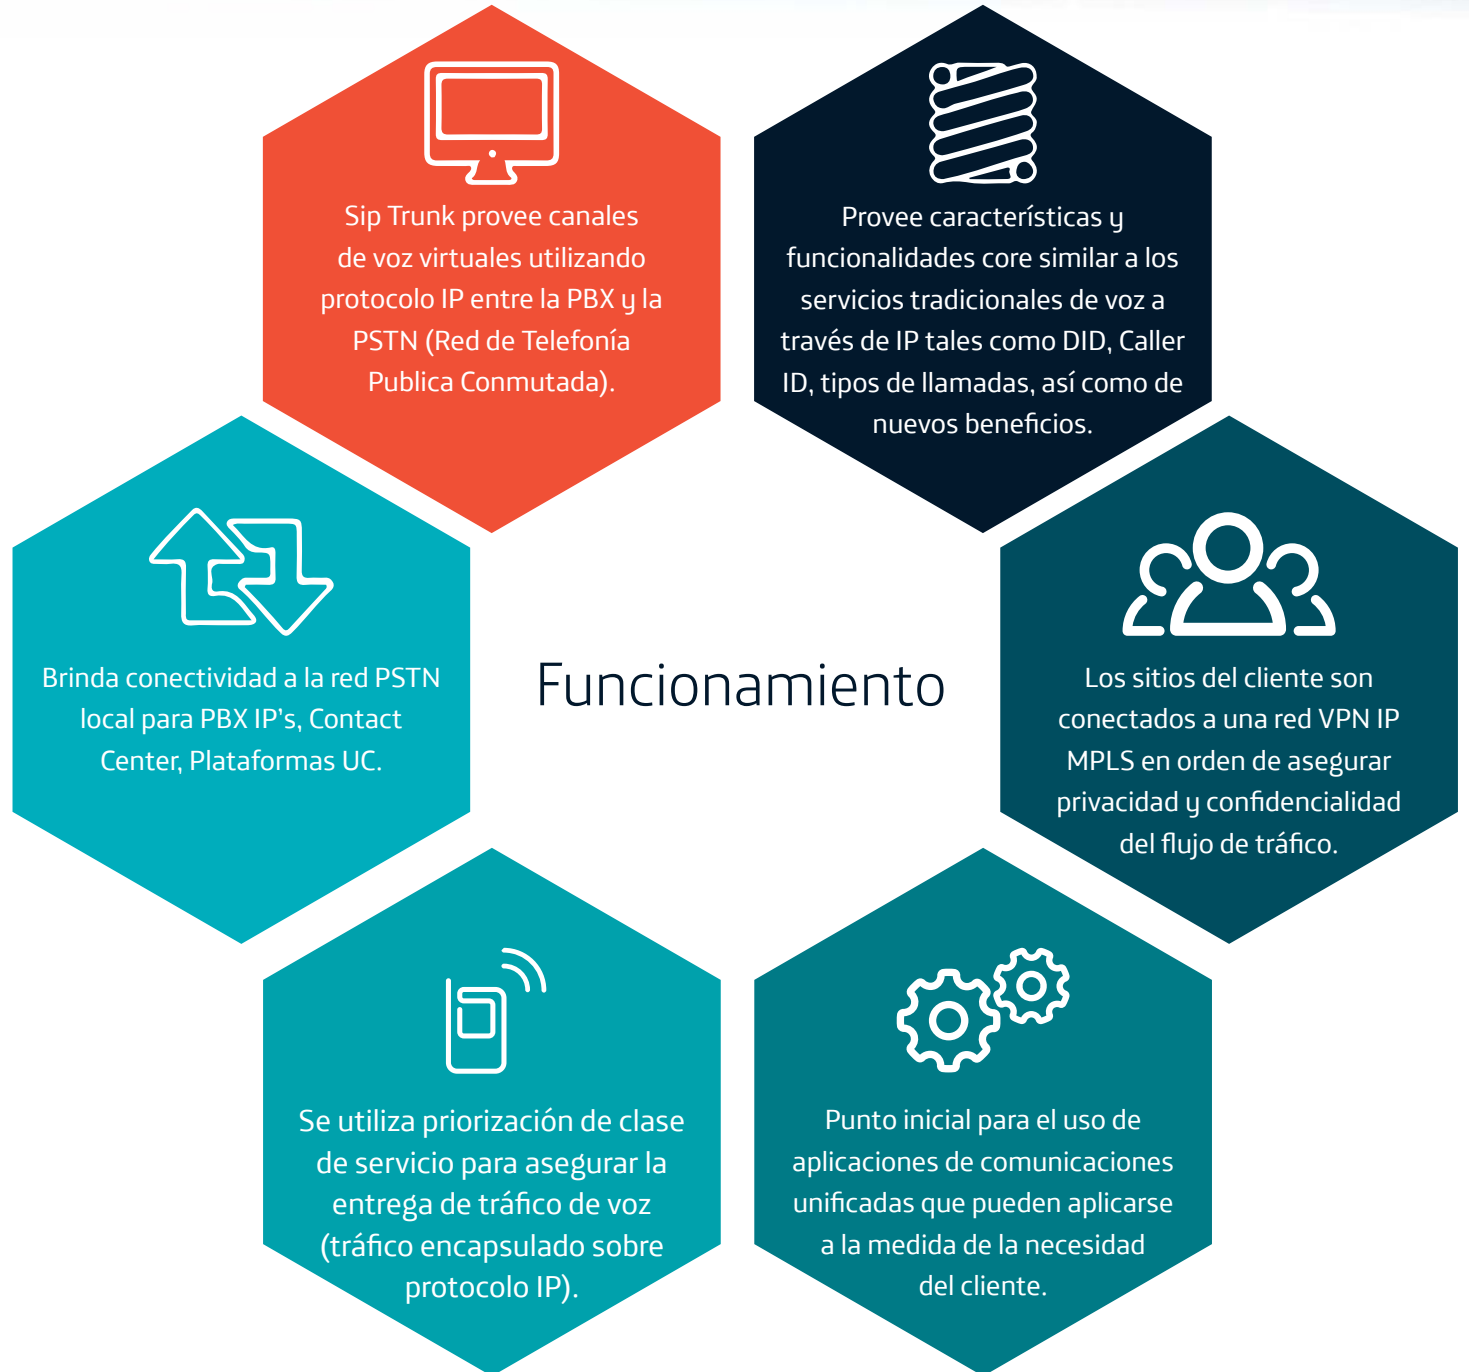 Sip Trunk provee canales
de voz virtuales utilizando
protocolo IP entre la PBX y la
PSTN (Red de Telefonía
Publica Conmutada).
Provee características y
funcionalidades core similar a los
servicios tradicionales de voz a
través de IP tales como DID, Caller
ID, tipos de llamadas, así como de
nuevos beneficios.
Brinda conectividad a la red PSTN
local para PBX IP’s, Contact
Center, Plataformas UC.
Funcionamiento
Los sitios del cliente son
conectados a una red VPN IP
MPLS en orden de asegurar
privacidad y confidencialidad
del flujo de tráfico.
Se utiliza priorización de clase
de servicio para asegurar la
entrega de tráfico de voz
(tráfico encapsulado sobre
protocolo IP).
Punto inicial para el uso de
aplicaciones de comunicaciones
unificadas que pueden aplicarse
a la medida de la necesidad
del cliente.